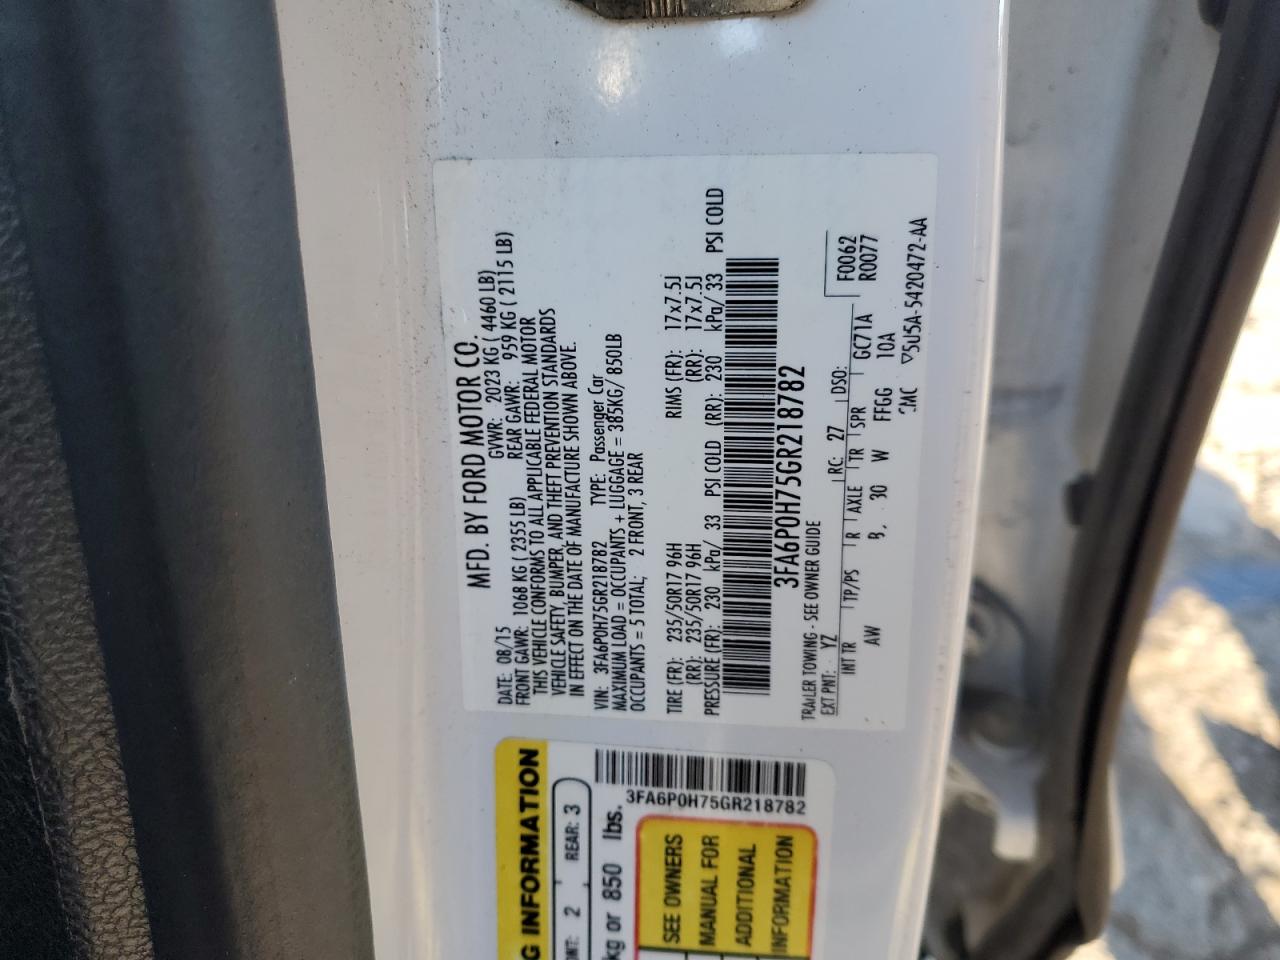 MFD. BY FORD MOTOR CO.
DATE: 08/15 GVWR: 2023 KG ( 4460 LB)
FRONT GAWR: 1068 KG ( 2355 LB) REAR GAWR: 959 KG ( 2115 LB)
THIS VEHICLE CONFORMS TO ALL APPLICABLE FEDERAL MOTOR
VEHICLE SAFETY, BUMPER, AND THEFT PREVENTION STANDARDS
IN EFFECT ON THE DATE OF MANUFACTURE SHOWN ABOVE.
VIN: 3FA6P0H75GR218782 TYPE: Passenger Car
MAXIMUM LOAD = OCCUPANTS + LUGGAGE = 385KG/ 850LB
OCCUPANTS = 5 TOTAL; 2 FRONT, 3 REAR
TIRE (FR): 235/50R17 96H RIMS (FR): 17x7.5J
(RR): 235/50R17 96H (RR): 17x7.5J
PRESSURE (FR): 230 kPa/ 33 PSI COLD (RR): 230 kPa/ 33 PSI COLD
3FA6P0H75GR218782
TRAILER TOWING - SEE OWNER GUIDE
EXT PNT: YZ RC: 27 DSO: F0062
INT TR TP/PS R AXLE TR SPR GC71A R0077
AW B, 30 W FFGG 10A
5U5A-5420472-AA
G INFORMATION
2 REAR: 3
kg or 850 lbs.
3FA6P0H75GR218782
SEE OWNERS
MANUAL FOR
ADDITIONAL
INFORMATION